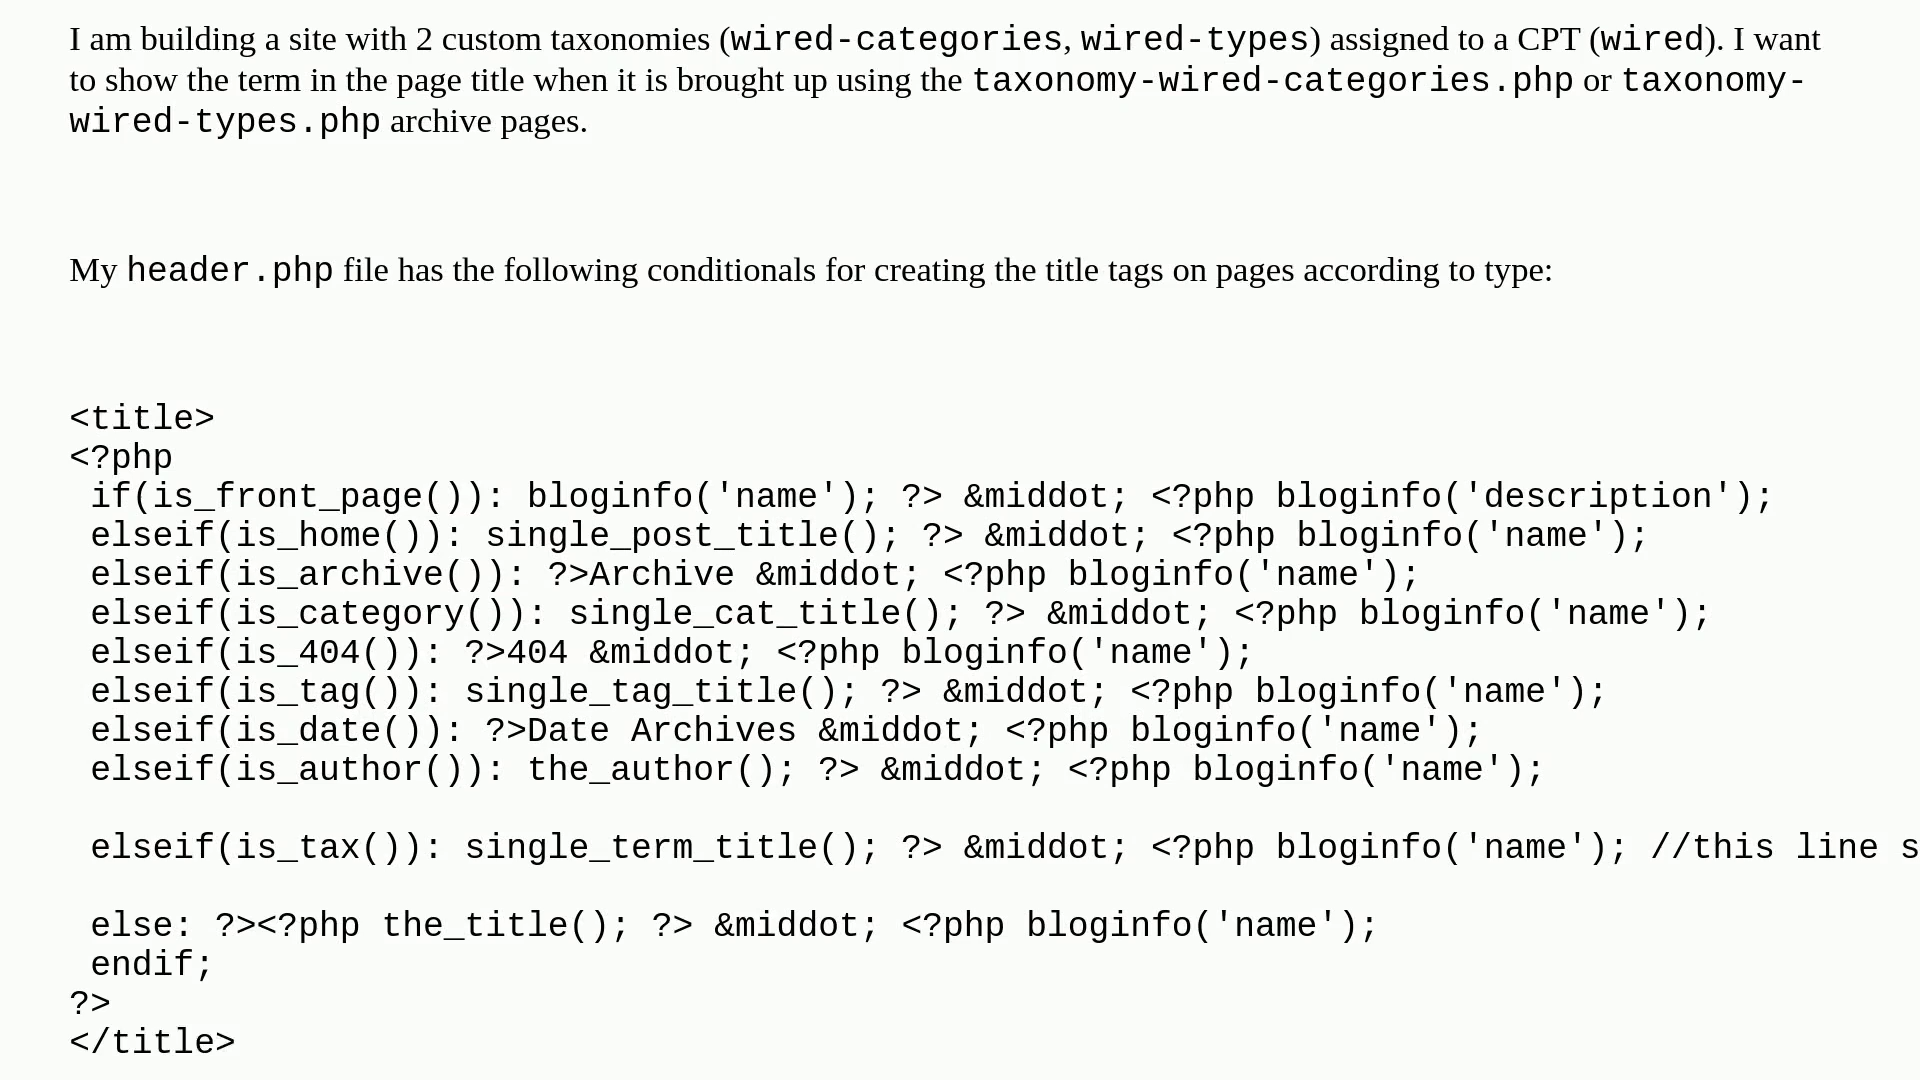 I am building a site with 2 custom taxonomies (wired-categories, wired-types) assigned to a CPT (wired). I want
to show the term in the page title when it is brought up using the taxonomy-wired-categories.php or taxonomy-
wired-types.php archive pages.
My header.php file has the following conditionals for creating the title tags on pages according to type:
<title>
<?php
 if(is_front_page()): bloginfo('name'); ?> &middot; <?php bloginfo('description');
 elseif(is_home()): single_post_title(); ?> &middot; <?php bloginfo('name');
 elseif(is_archive()): ?>Archive &middot; <?php bloginfo('name');
 elseif(is_category()): single_cat_title(); ?> &middot; <?php bloginfo('name');
 elseif(is_404()): ?>404 &middot; <?php bloginfo('name');
 elseif(is_tag()): single_tag_title(); ?> &middot; <?php bloginfo('name');
 elseif(is_date()): ?>Date Archives &middot; <?php bloginfo('name');
 elseif(is_author()): the_author(); ?> &middot; <?php bloginfo('name');
 elseif(is_tax()): single_term_title(); ?> &middot; <?php bloginfo('name'); //this line s
 else: ?><?php the_title(); ?> &middot; <?php bloginfo('name');
 endif;
?>
</title>